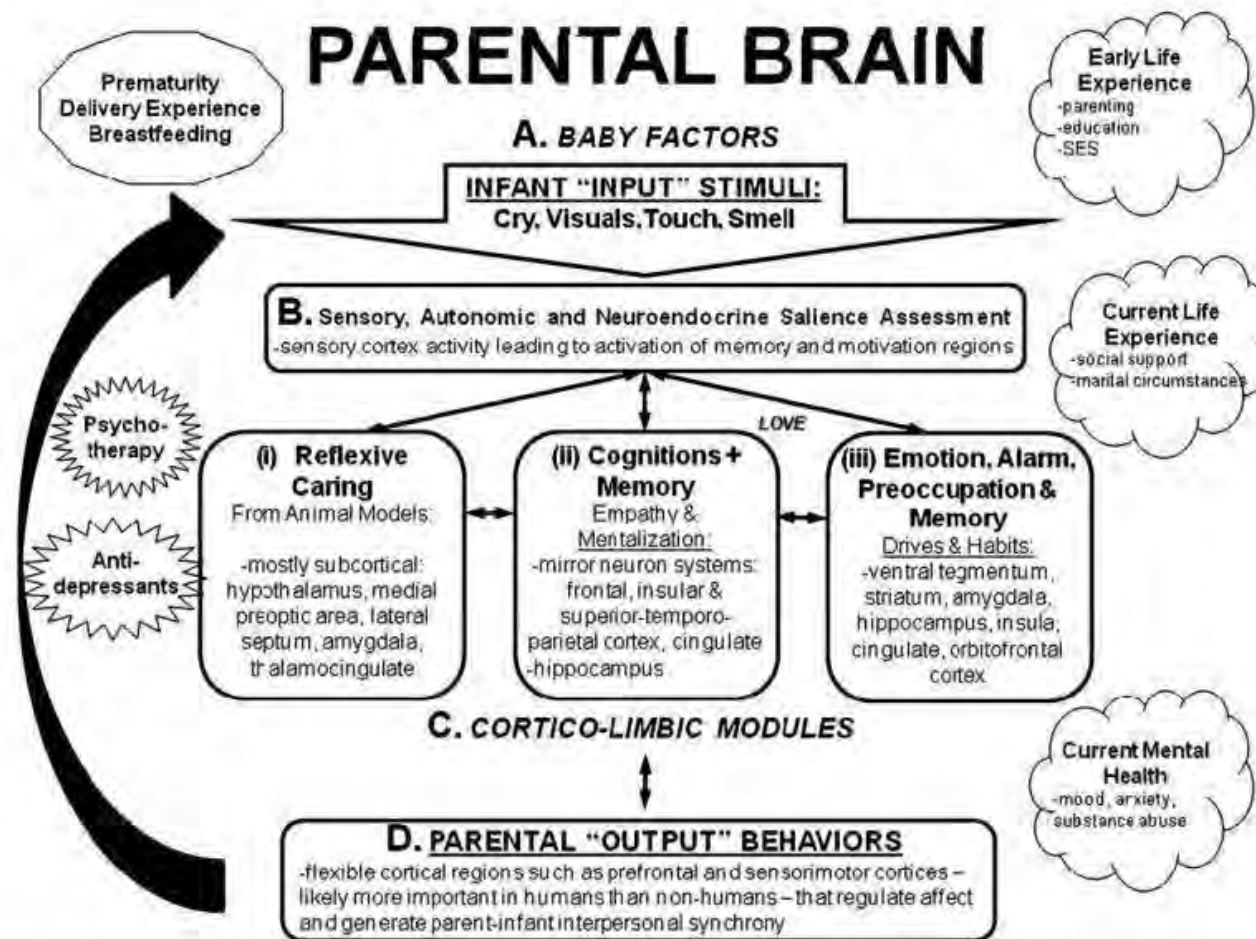 PARENTAL BRAIN
Prematurity
Delivery Experience
Breastfeeding
Early Life
Experience
-parenting
-education
-SES
A. BABY FACTORS
INFANT “INPUT” STIMULI:
Cry, Visuals, Touch, Smell
B. Sensory, Autonomic and Neuroendocrine Salience Assessment
-sensory cortex activity leading to activation of memory and motivation regions
Current Life
Experience
-social support
-marital circumstances
Psycho-
therapy
Anti-
depressants
LOVE
(i) Reflexive
Caring
From Animal Models:
-mostly subcortical:
hypothalamus, medial
preoptic area, lateral
septum, amygdala,
thalamocingulate
(ii) Cognitions +
Memory
Empathy &
Mentalization:
-mirror neuron systems:
frontal, insular &
superior-temporo-
parietal cortex, cingulate
-hippocampus
(iii) Emotion, Alarm,
Preoccupation &
Memory
Drives & Habits:
-ventral tegmentum,
striatum, amygdala,
hippocampus, insula,
cingulate, orbitofrontal
cortex
C. CORTICO-LIMBIC MODULES
Current Mental
Health
-mood, anxiety,
substance abuse
D. PARENTAL “OUTPUT” BEHAVIORS
-flexible cortical regions such as prefrontal and sensorimotor cortices –
likely more important in humans than non-humans – that regulate affect
and generate parent-infant interpersonal synchrony